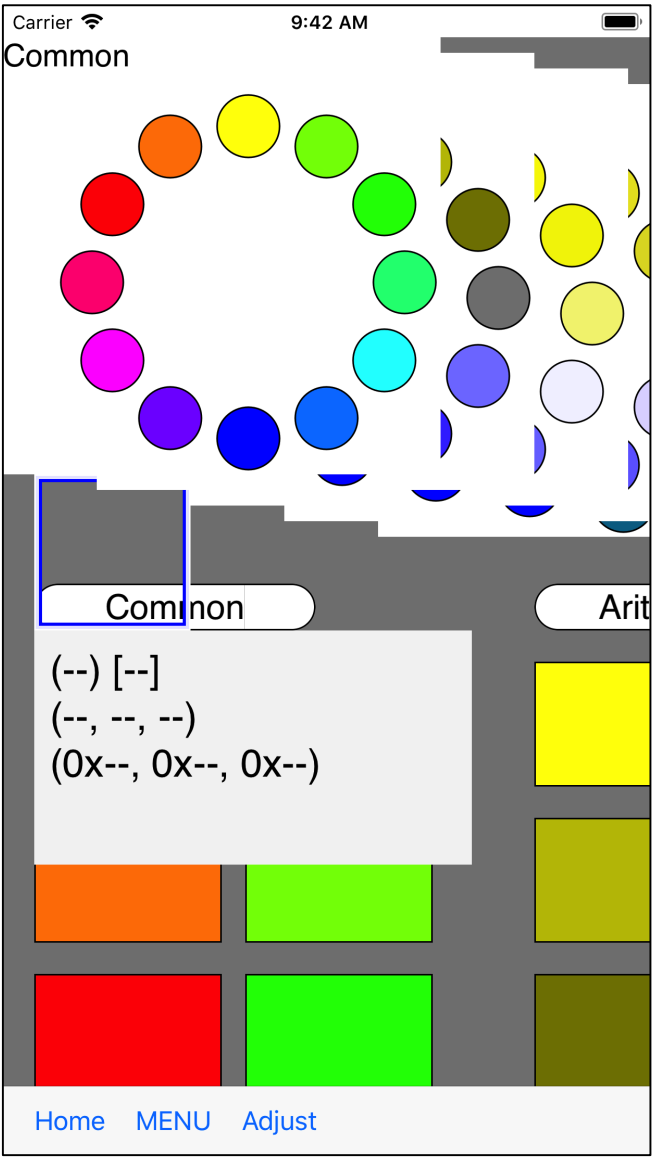 Carrier 9:42 AM
Common
Common Arit
(--) [--]
(--, --, --)
(0x--, 0x--, 0x--)
Home MENU Adjust